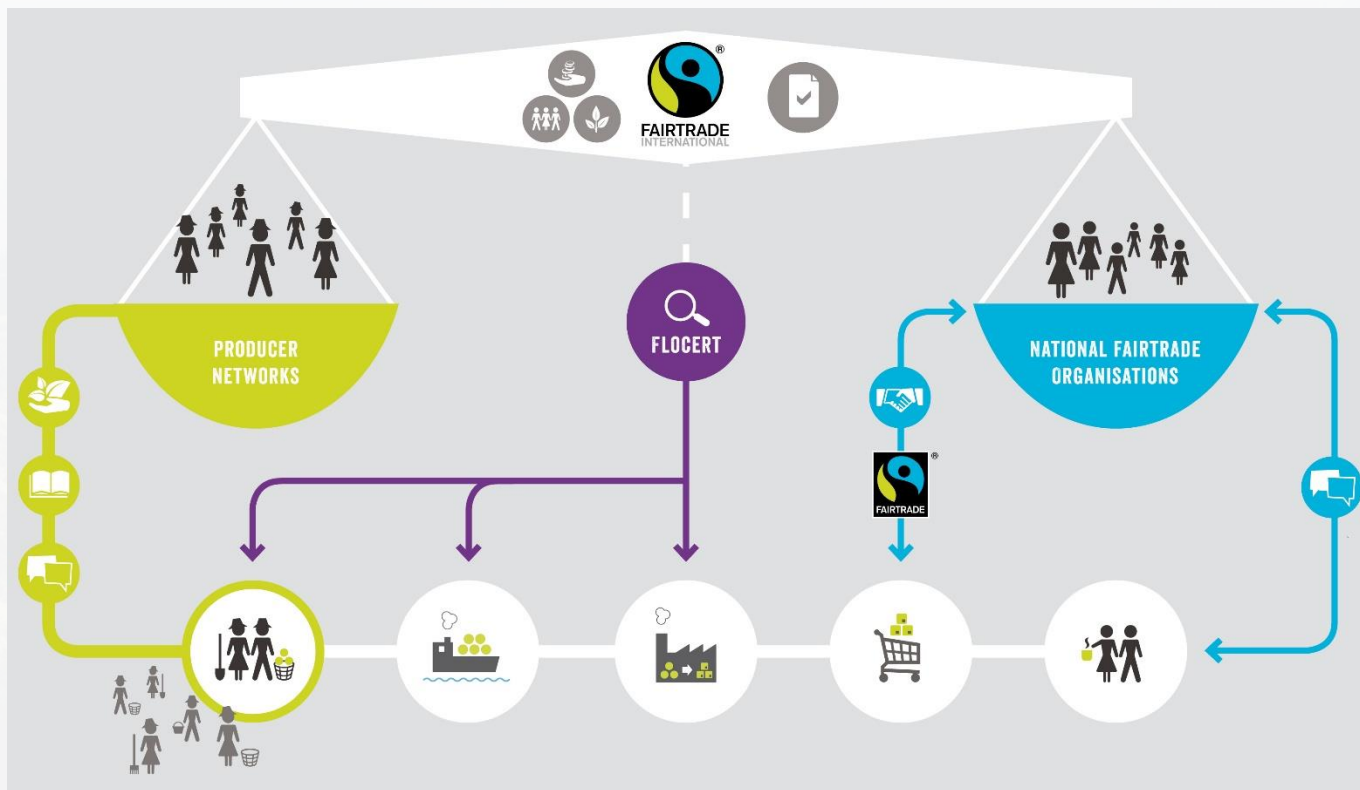 ®
FAIRTRADE
INTERNATIONAL
PRODUCER
NETWORKS
FLOCERT
NATIONAL FAIRTRADE
ORGANISATIONS
®
FAIRTRADE